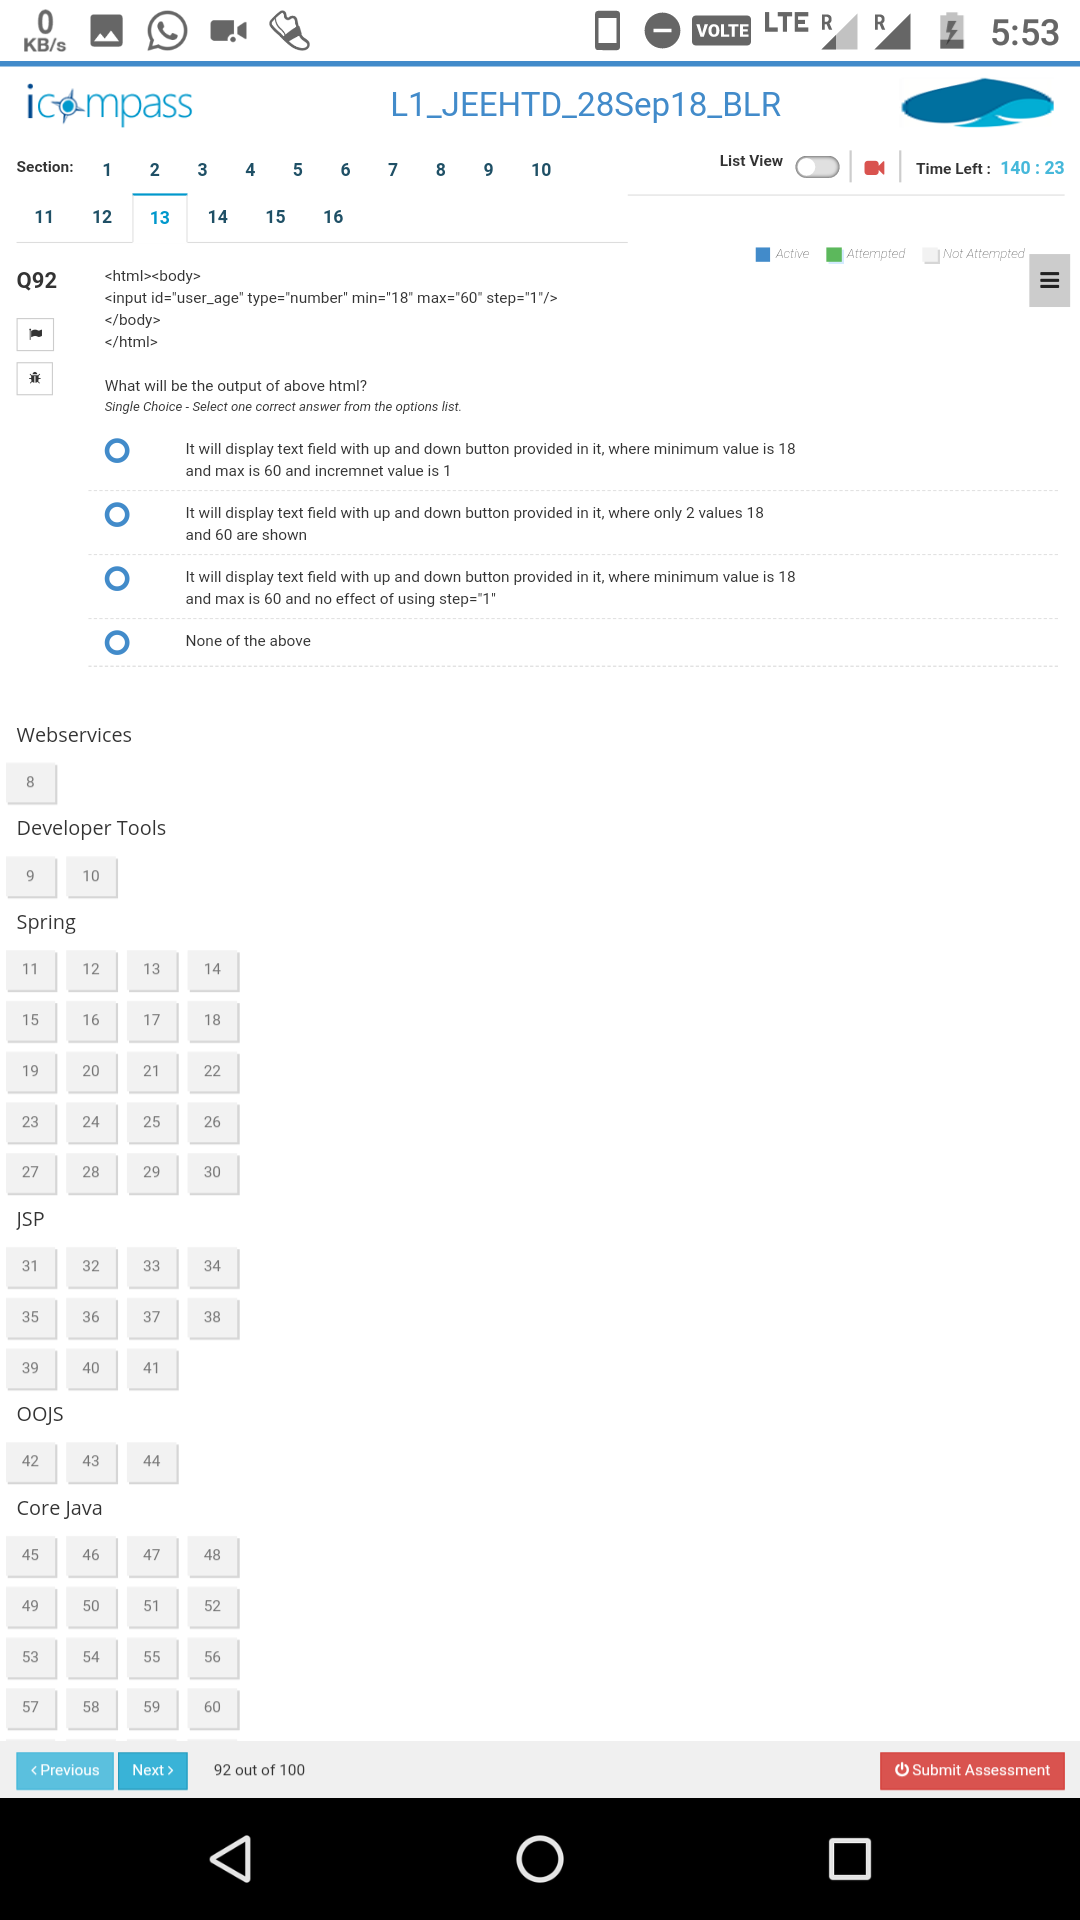 0
KB/s
VOLTE
LTE
R
R
5:53
icompass
L1_JEEHTD_28Sep18_BLR
Section:
1
2
3
4
5
6
7
8
9
10
List View
Time Left :
140 : 23
11
12
13
14
15
16
Active
Attempted
Not Attempted
Q92
<html><body>
<input id="user_age" type="number" min="18" max="60" step="1"/>
</body>
</html>
What will be the output of above html?
Single Choice - Select one correct answer from the options list.
It will display text field with up and down button provided in it, where minimum value is 18
and max is 60 and incremnet value is 1
It will display text field with up and down button provided in it, where only 2 values 18
and 60 are shown
It will display text field with up and down button provided in it, where minimum value is 18
and max is 60 and no effect of using step="1"
None of the above
Webservices
8
Developer Tools
9
10
Spring
11
12
13
14
15
16
17
18
19
20
21
22
23
24
25
26
27
28
29
30
JSP
31
32
33
34
35
36
37
38
39
40
41
OOJS
42
43
44
Core Java
45
46
47
48
49
50
51
52
53
54
55
56
57
58
59
60
Previous
Next
92 out of 100
Submit Assessment